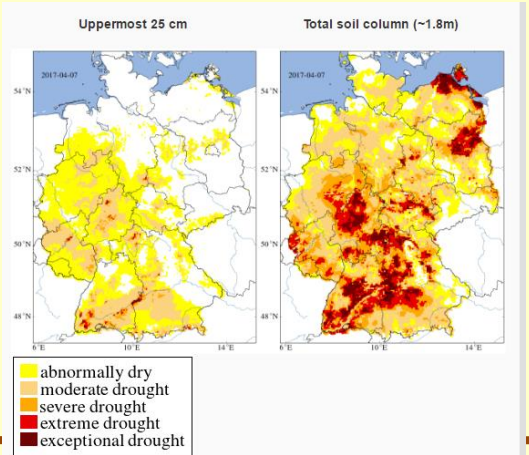 Uppermost 25 cm
Total soil column (~1.8m)
2017-04-07
2017-04-07
54°N
54°N
52°N
52°N
50°N
50°N
48°N
48°N
6°E
10°E
14°E
6°E
10°E
14°E
abnormally dry
moderate drought
severe drought
extreme drought
exceptional drought